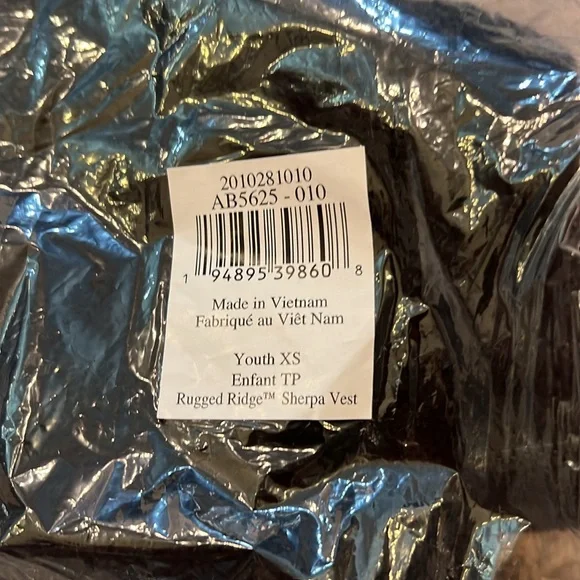 2010281010
AB5625 - 010
1 94895 39860 8
Made in Vietnam
Fabriqué au Viêt Nam
Youth XS
Enfant TP
Rugged Ridge™ Sherpa Vest